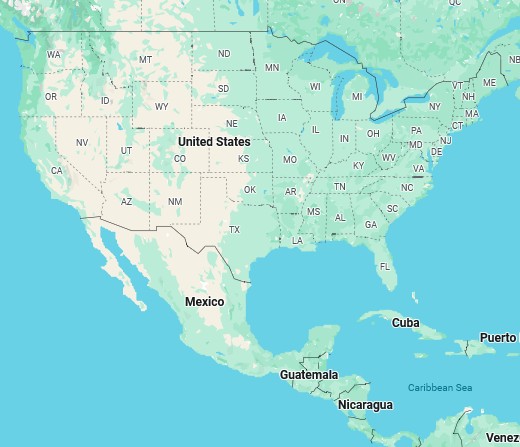 ON
QC
WA
MT
ND
MN
NB
OR
ID
SD
WI
MI
VT
ME
NH
WY
IA
NY
MA
NE
IL
IN
OH
PA
CT
NJ
NV
UT
CO
United States
KS
MO
KY
WV
MD
DE
VA
CA
AZ
NM
OK
AR
TN
NC
SC
TX
MS
AL
GA
LA
FL
Mexico
Cuba
Puerto
Guatemala
Caribbean Sea
Nicaragua
Venez